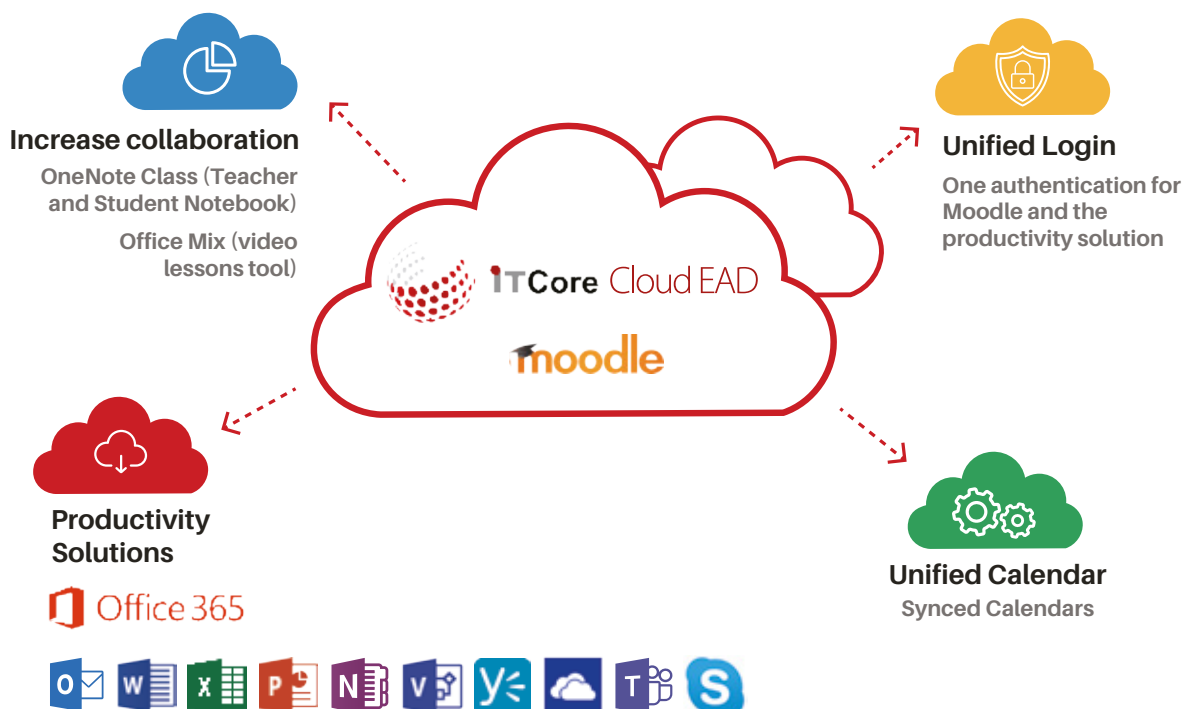 Increase collaboration
OneNote Class (Teacher
and Student Notebook)
Office Mix (video
lessons tool)
Unified Login
One authentication for
Moodle and the
productivity solution
iTCore Cloud EAD
moodle
Productivity
Solutions
Office 365
Unified Calendar
Synced Calendars
O W X P N V y T S